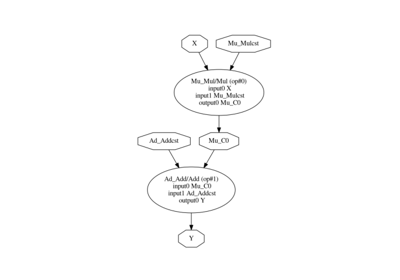 X
Mu_Mulcst
Mu_Mul/Mul (op#0)
input0 X
input1 Mu_Mulcst
output0 Mu_C0
Ad_Addcst
Mu_C0
Ad_Add/Add (op#1)
input0 Mu_C0
input1 Ad_Addcst
output0 Y
Y